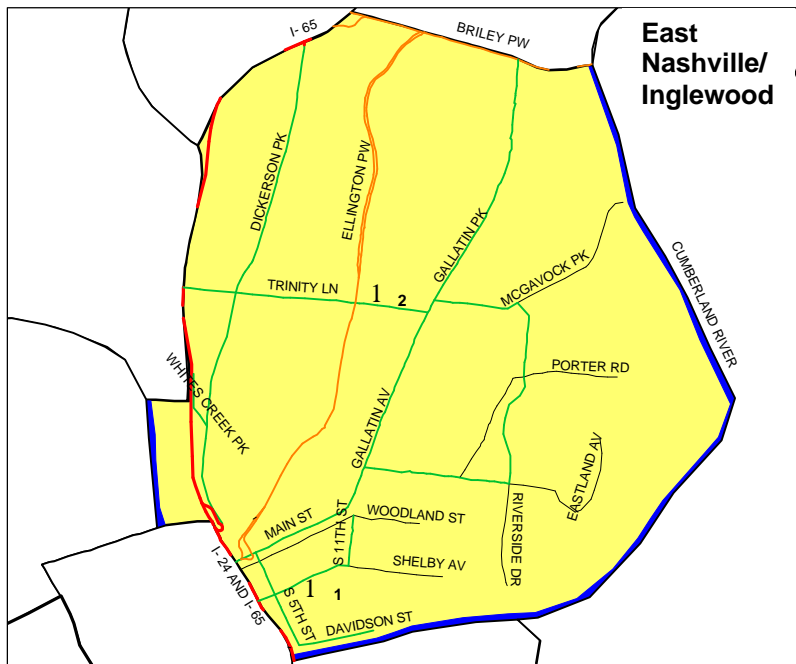 I- 65
BRILEY PW
East
Nashville/
Inglewood
DICKERSON PK
ELLINGTON PW
GALLATIN PK
MCGAVOCK PK
CUMBERLAND RIVER
TRINITY LN
1 2
PORTER RD
WHITES CREEK PK
GALLATIN AV
EASTLAND AV
MAIN ST
WOODLAND ST
S 11TH ST
RIVERSIDE DR
I- 24 AND I- 65
SHELBY AV
1 1
S 5TH ST
DAVIDSON ST